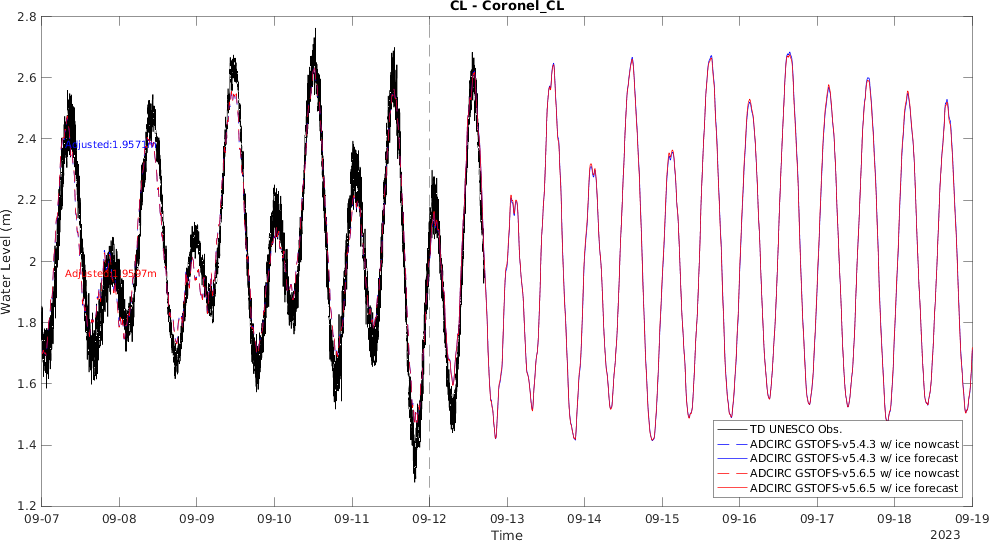 CL - Coronel_CL
2.8
2.6
2.4
2.2
2
1.8
1.6
1.4
1.2
Water Level (m)
Adjusted:1.9571m
TD UNESCO Obs.
ADCIRC GSTOFS-v5.4.3 w/ ice nowcast
ADCIRC GSTOFS-v5.4.3 w/ ice forecast
ADCIRC GSTOFS-v5.6.5 w/ ice nowcast
ADCIRC GSTOFS-v5.6.5 w/ ice forecast
09-07 09-08 09-09 09-10 09-11 09-12 09-13 09-14 09-15 09-16 09-17 09-18 09-19
Time
2023